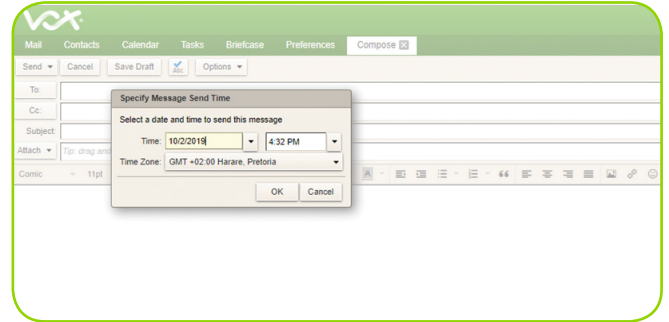 VOX
Mail Contacts Calendar Tasks Briefcase Preferences Compose
Send Cancel Save Draft ABC Options
To:
Cc:
Specify Message Send Time
Select a date and time to send this message
Subject
Time: 10/2/2019 4:32 PM
Attach Tip: drag and
Time Zone: GMT +02:00 Harare, Pretoria
Comic 11pt
OK Cancel